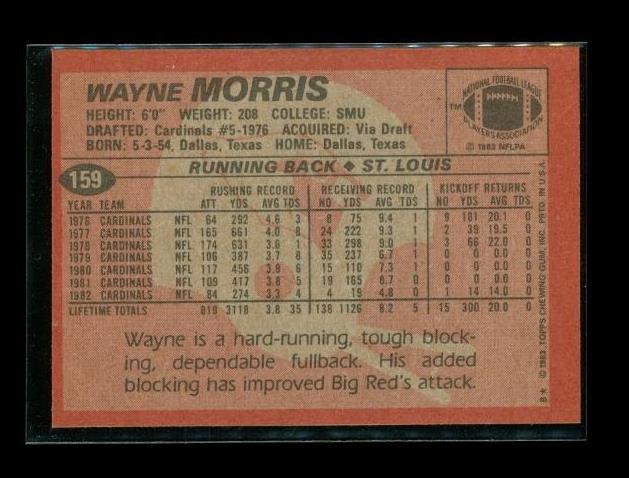 WAYNE MORRIS
HEIGHT: 6'0" WEIGHT: 208 COLLEGE: SMU
DRAFTED: Cardinals #5-1976 ACQUIRED: Via Draft
BORN: 5-3-54, Dallas, Texas HOME: Dallas, Texas
NATIONAL FOOTBALL LEAGUE
TM
PLAYERS ASSOCIATION
© 1983 NFLPA
RUNNING BACK ◆ ST. LOUIS
159
RUSHING RECORD RECEIVING RECORD KICKOFF RETURNS
YEAR TEAM ATT YDS AVG TDS NO YDS AVG TDS NO YDS AVG TDS
1976 CARDINALS NFL 64 292 4.6 3 8 75 9.4 1 9 181 20.1 0
1977 CARDINALS NFL 165 661 4.0 8 24 222 9.3 1 2 39 19.5 0
1978 CARDINALS NFL 174 631 3.6 1 33 298 9.0 1 3 66 22.0 0
1979 CARDINALS NFL 106 387 3.7 8 35 237 6.7 1 0 0 0
1980 CARDINALS NFL 117 456 3.9 6 15 110 7.3 1 0 0 0
1981 CARDINALS NFL 109 417 3.8 5 19 165 8.7 0 0 0 0
1982 CARDINALS NFL 84 274 3.3 4 4 19 4.8 0 1 14 14.0 0
LIFETIME TOTALS 819 3118 3.8 35 138 1126 8.2 5 15 300 20.0 0
Wayne is a hard-running, tough block-
ing, dependable fullback. His added
blocking has improved Big Red's attack.
8★ © 1983 TOPPS CHEWING GUM, INC. PRTD. IN U.S.A.